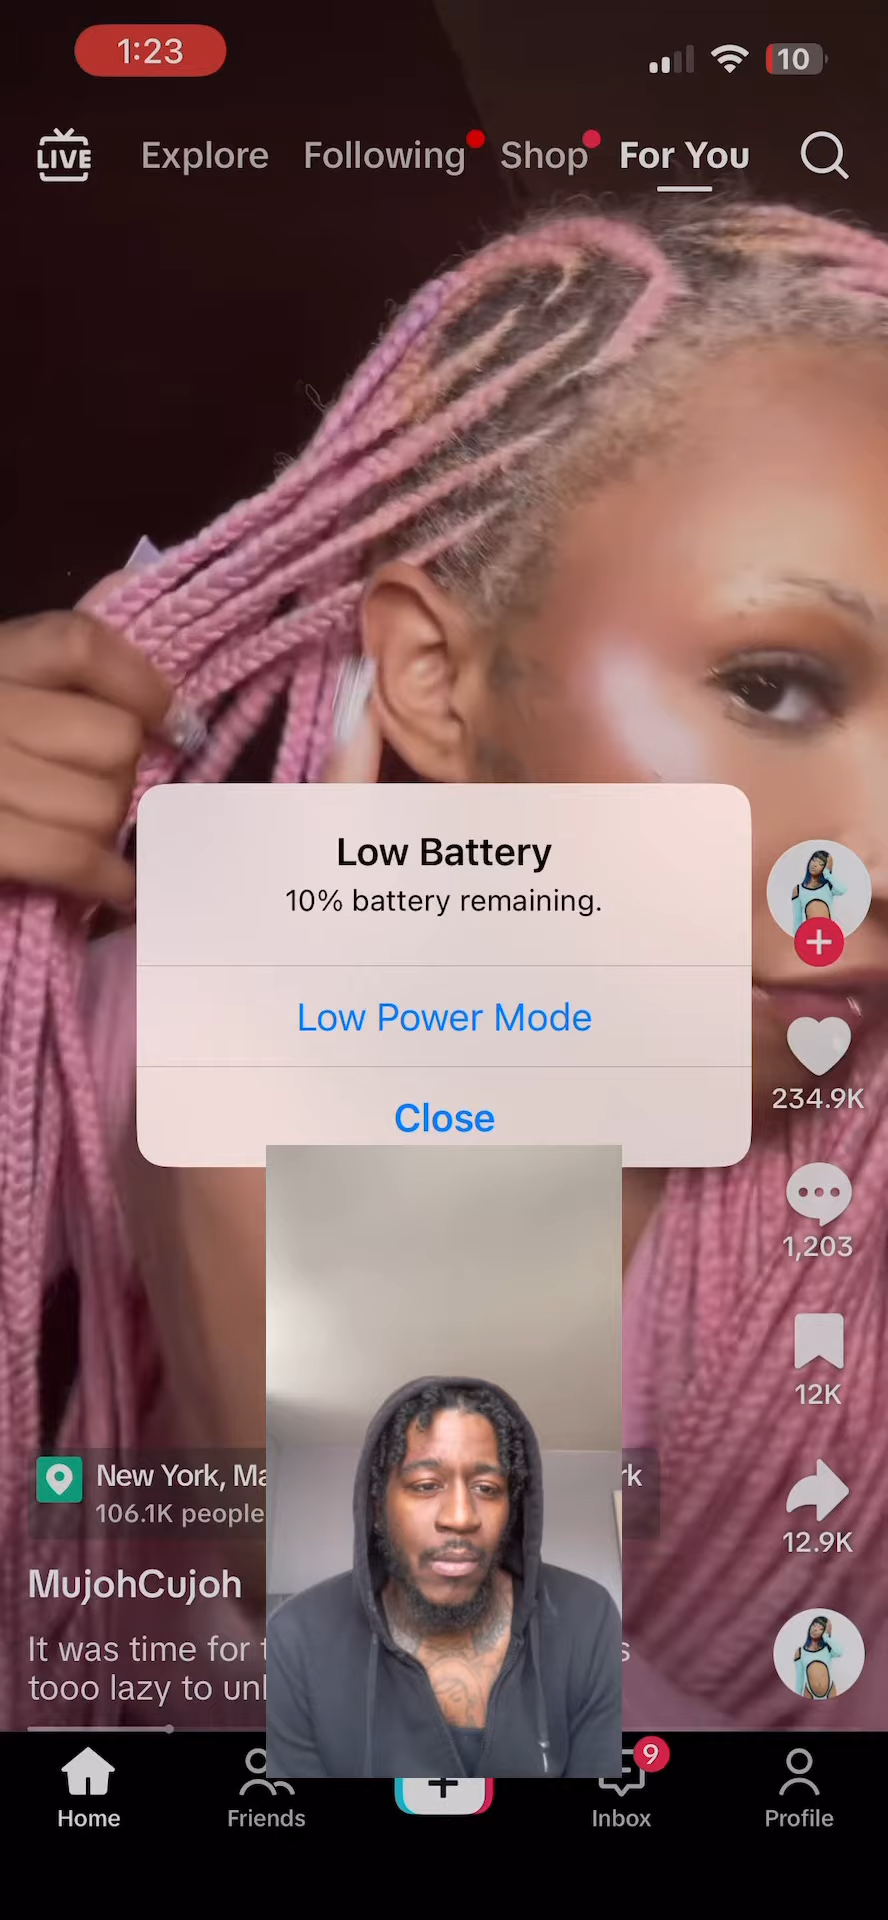 1:23
10
LIVE
Explore
Following
Shop
For You
Low Battery
10% battery remaining.
Low Power Mode
Close
234.9K
1,203
12K
12.9K
New York,
106.1K people
MujohCujoh
It was time for
tooo lazy to
Home
Friends
9
Inbox
Profile